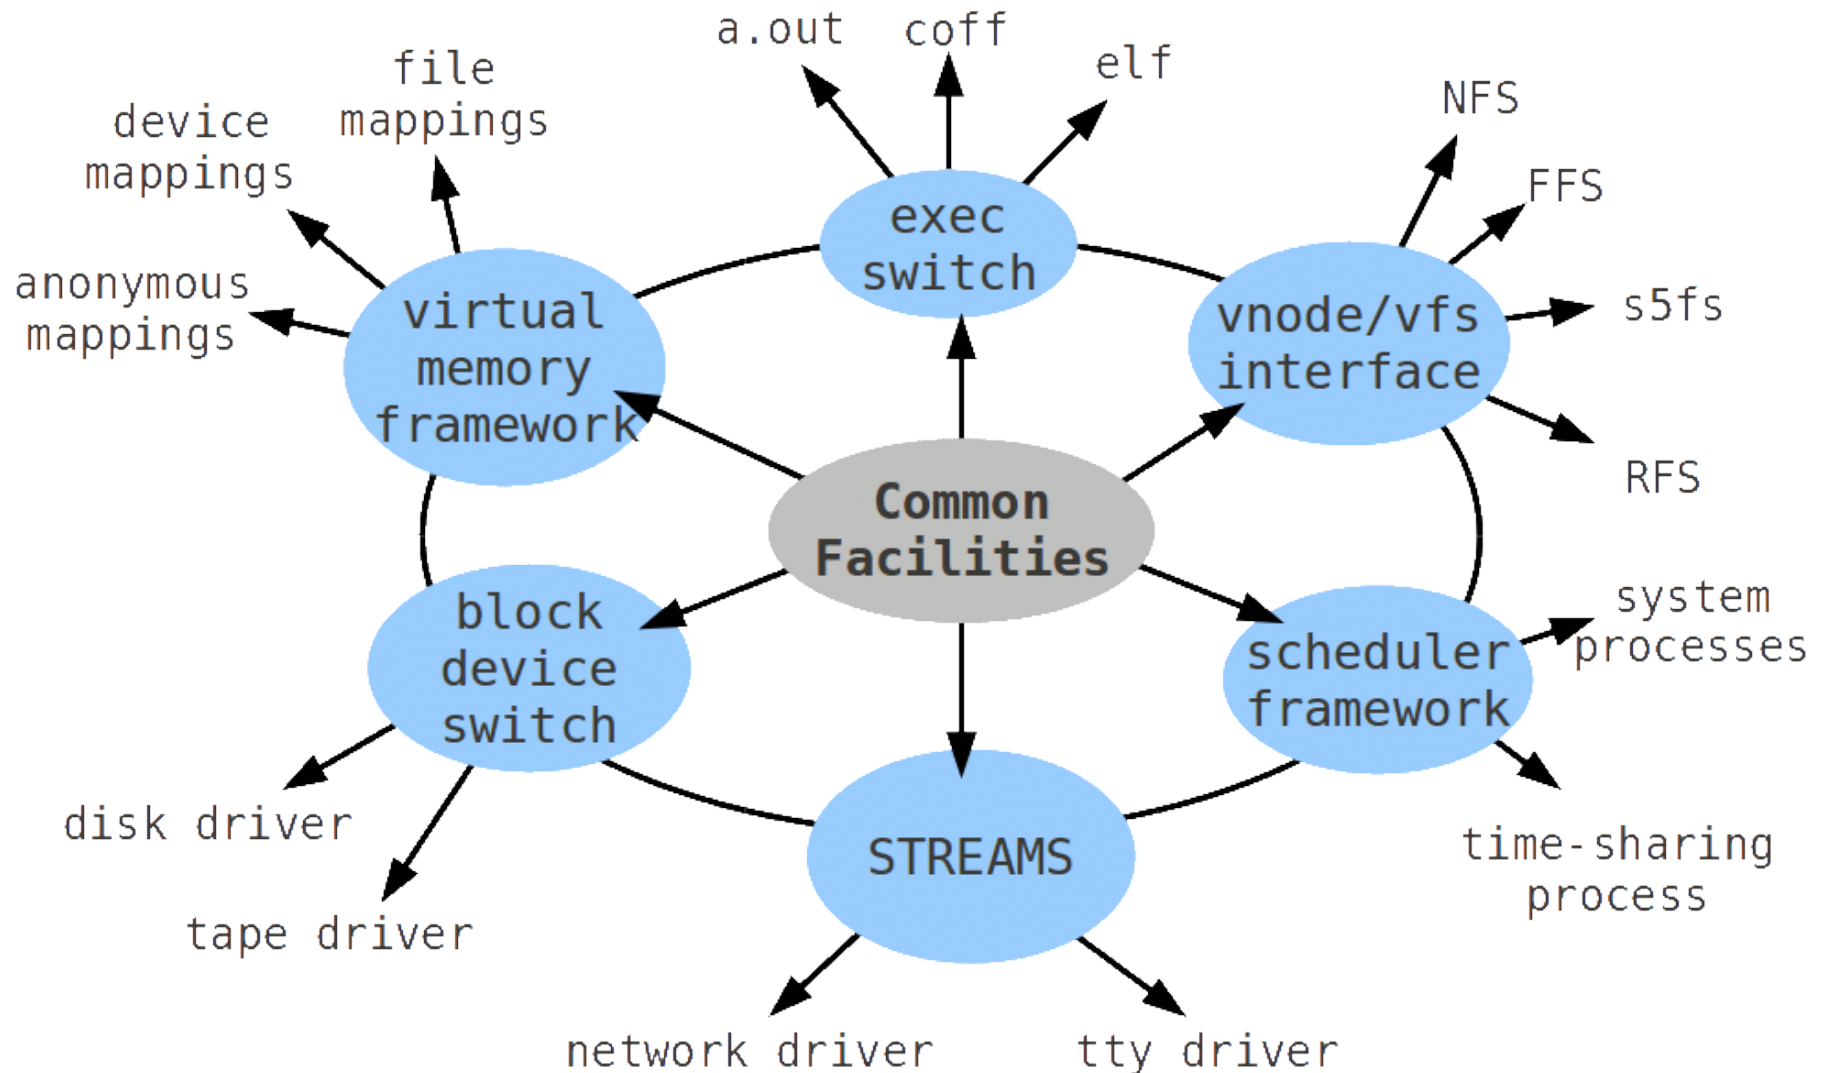 a.out
coff
elf
file
mappings
device
mappings
anonymous
mappings
NFS
FFS
s5fs
RFS
exec
switch
virtual
memory
framework
vnode/vfs
interface
Common
Facilities
block
device
switch
scheduler
framework
system
processes
time-sharing
process
STREAMS
disk driver
tape driver
network driver
tty driver